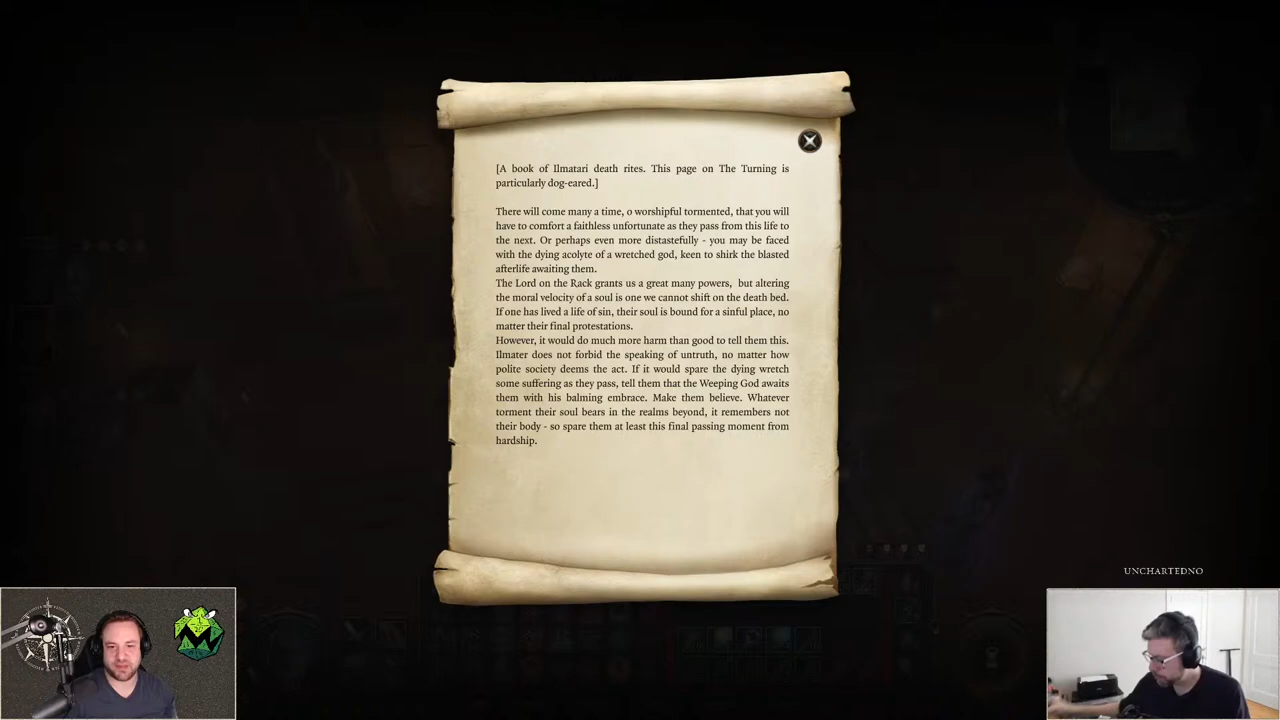 [A book of Ilmatari death rites. This page on The Turning is
particularly dog-eared.]
There will come many a time, o worshipful tormented, that you will
have to comfort a faithless unfortunate as they pass from this life to
the next. Or perhaps even more distastefully - you may be faced
with the dying acolyte of a wretched god, keen to shirk the blasted
afterlife awaiting them.
The Lord on the Rack grants us a great many powers, but altering
the moral velocity of a soul is one we cannot shift on the death bed.
If one has lived a life of sin, their soul is bound for a sinful place, no
matter their final protestations.
However, it would do much more harm than good to tell them this.
Ilmater does not forbid the speaking of untruth, no matter how
polite society deems the act. If it would spare the dying wretch
some suffering as they pass, tell them that the Weeping God awaits
them with his balming embrace. Make them believe. Whatever
torment their soul bears in the realms beyond, it remembers not
their body - so spare them at least this final passing moment from
hardship.
UNCHARTEDNO